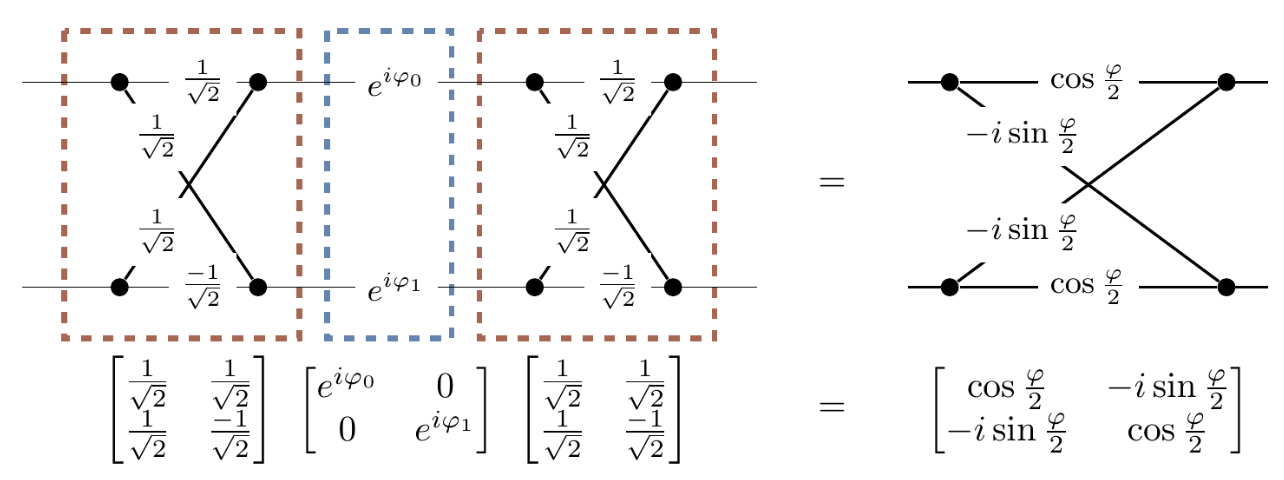 1/√2 e^{iφ₀} 1/√2 cos φ/2
1/√2 1/√2 −i sin φ/2
=
1/√2 1/√2 −i sin φ/2
−1/√2 e^{iφ₁} −1/√2 cos φ/2
[1/√2 1/√2] [e^{iφ₀} 0] [1/√2 1/√2] = [cos φ/2 −i sin φ/2]
[1/√2 −1/√2] [0 e^{iφ₁}] [1/√2 −1/√2] [−i sin φ/2 cos φ/2]